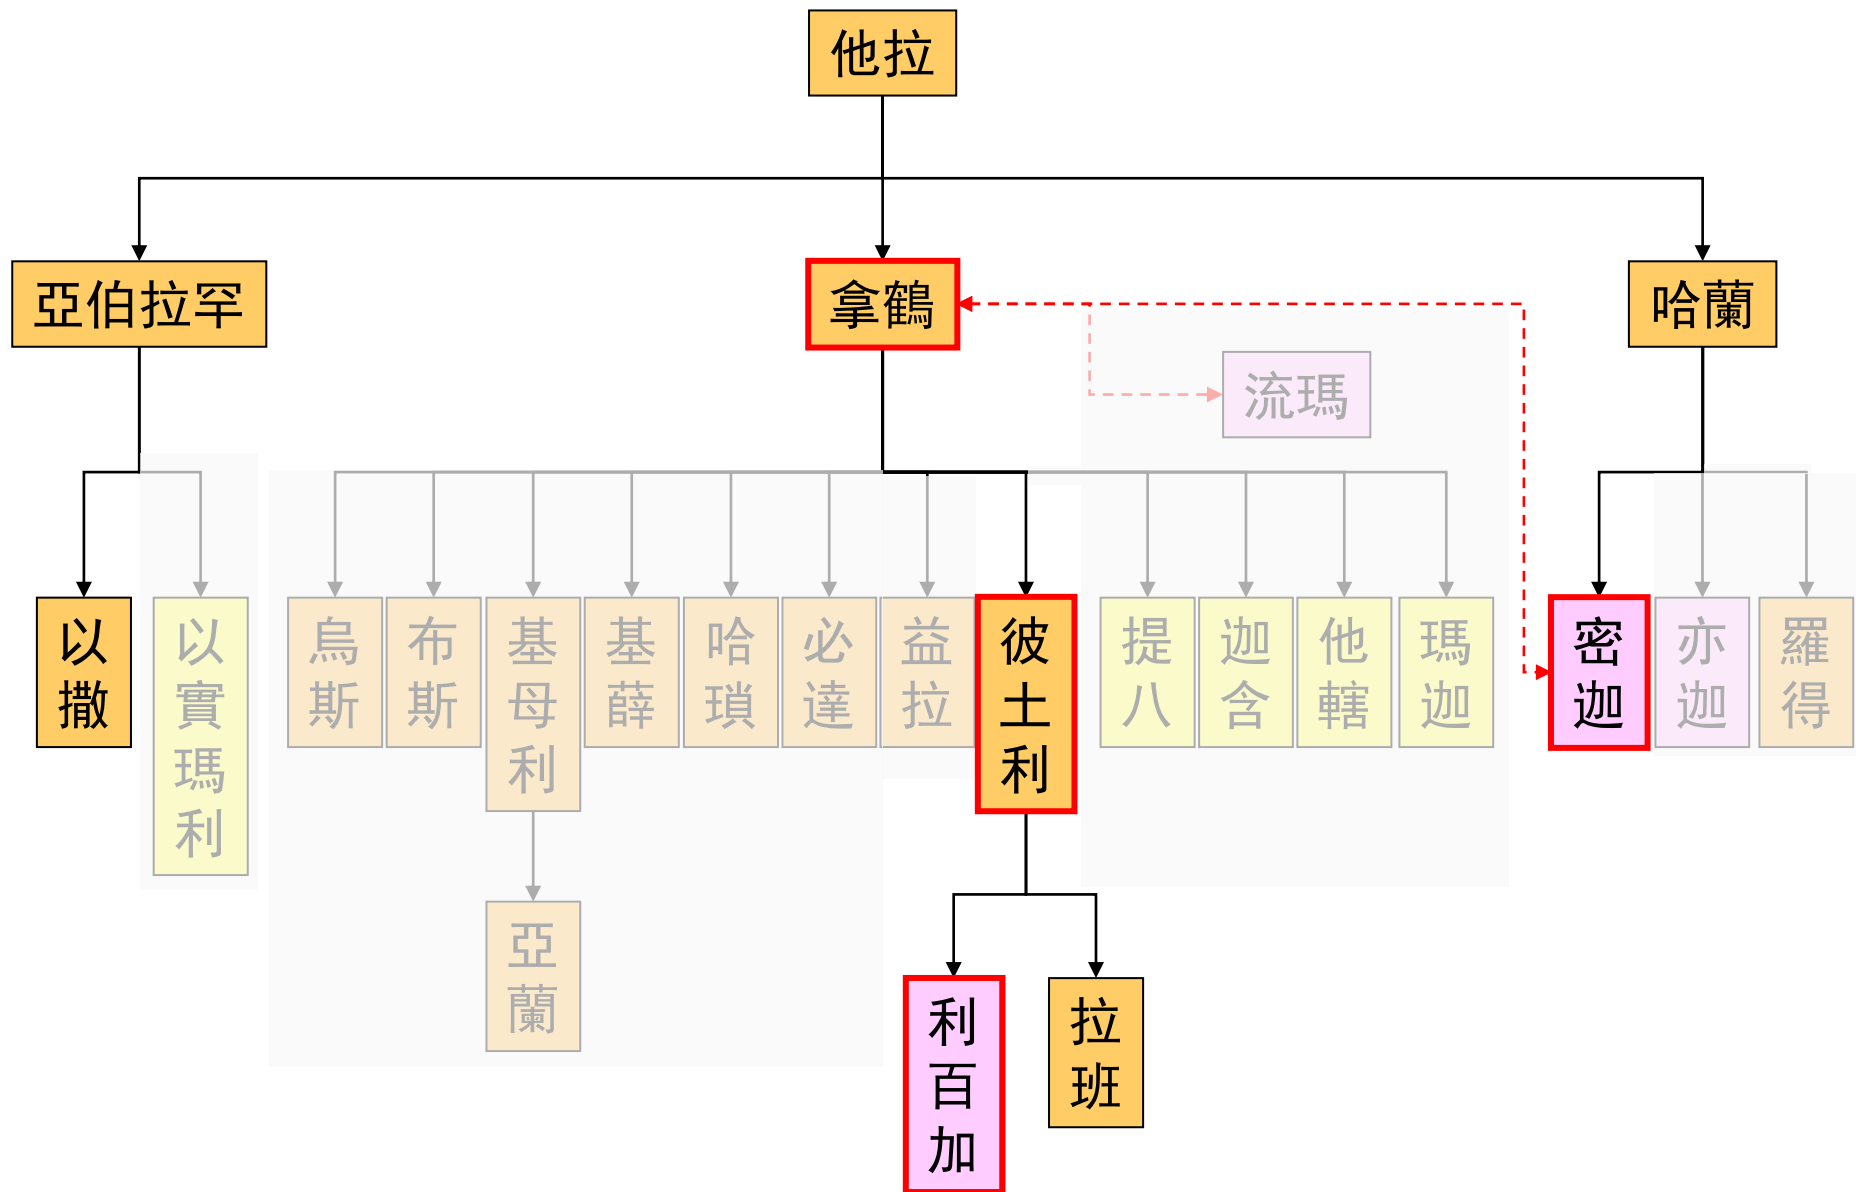 他拉
亞伯拉罕
拿鶴
哈蘭
流瑪
以撒
以實瑪利
烏斯
布斯
基母利
基薛
哈瑣
必達
益拉
彼土利
提八
迦含
他轄
瑪迦
密迦
亦迦
羅得
亞蘭
利百加
拉班